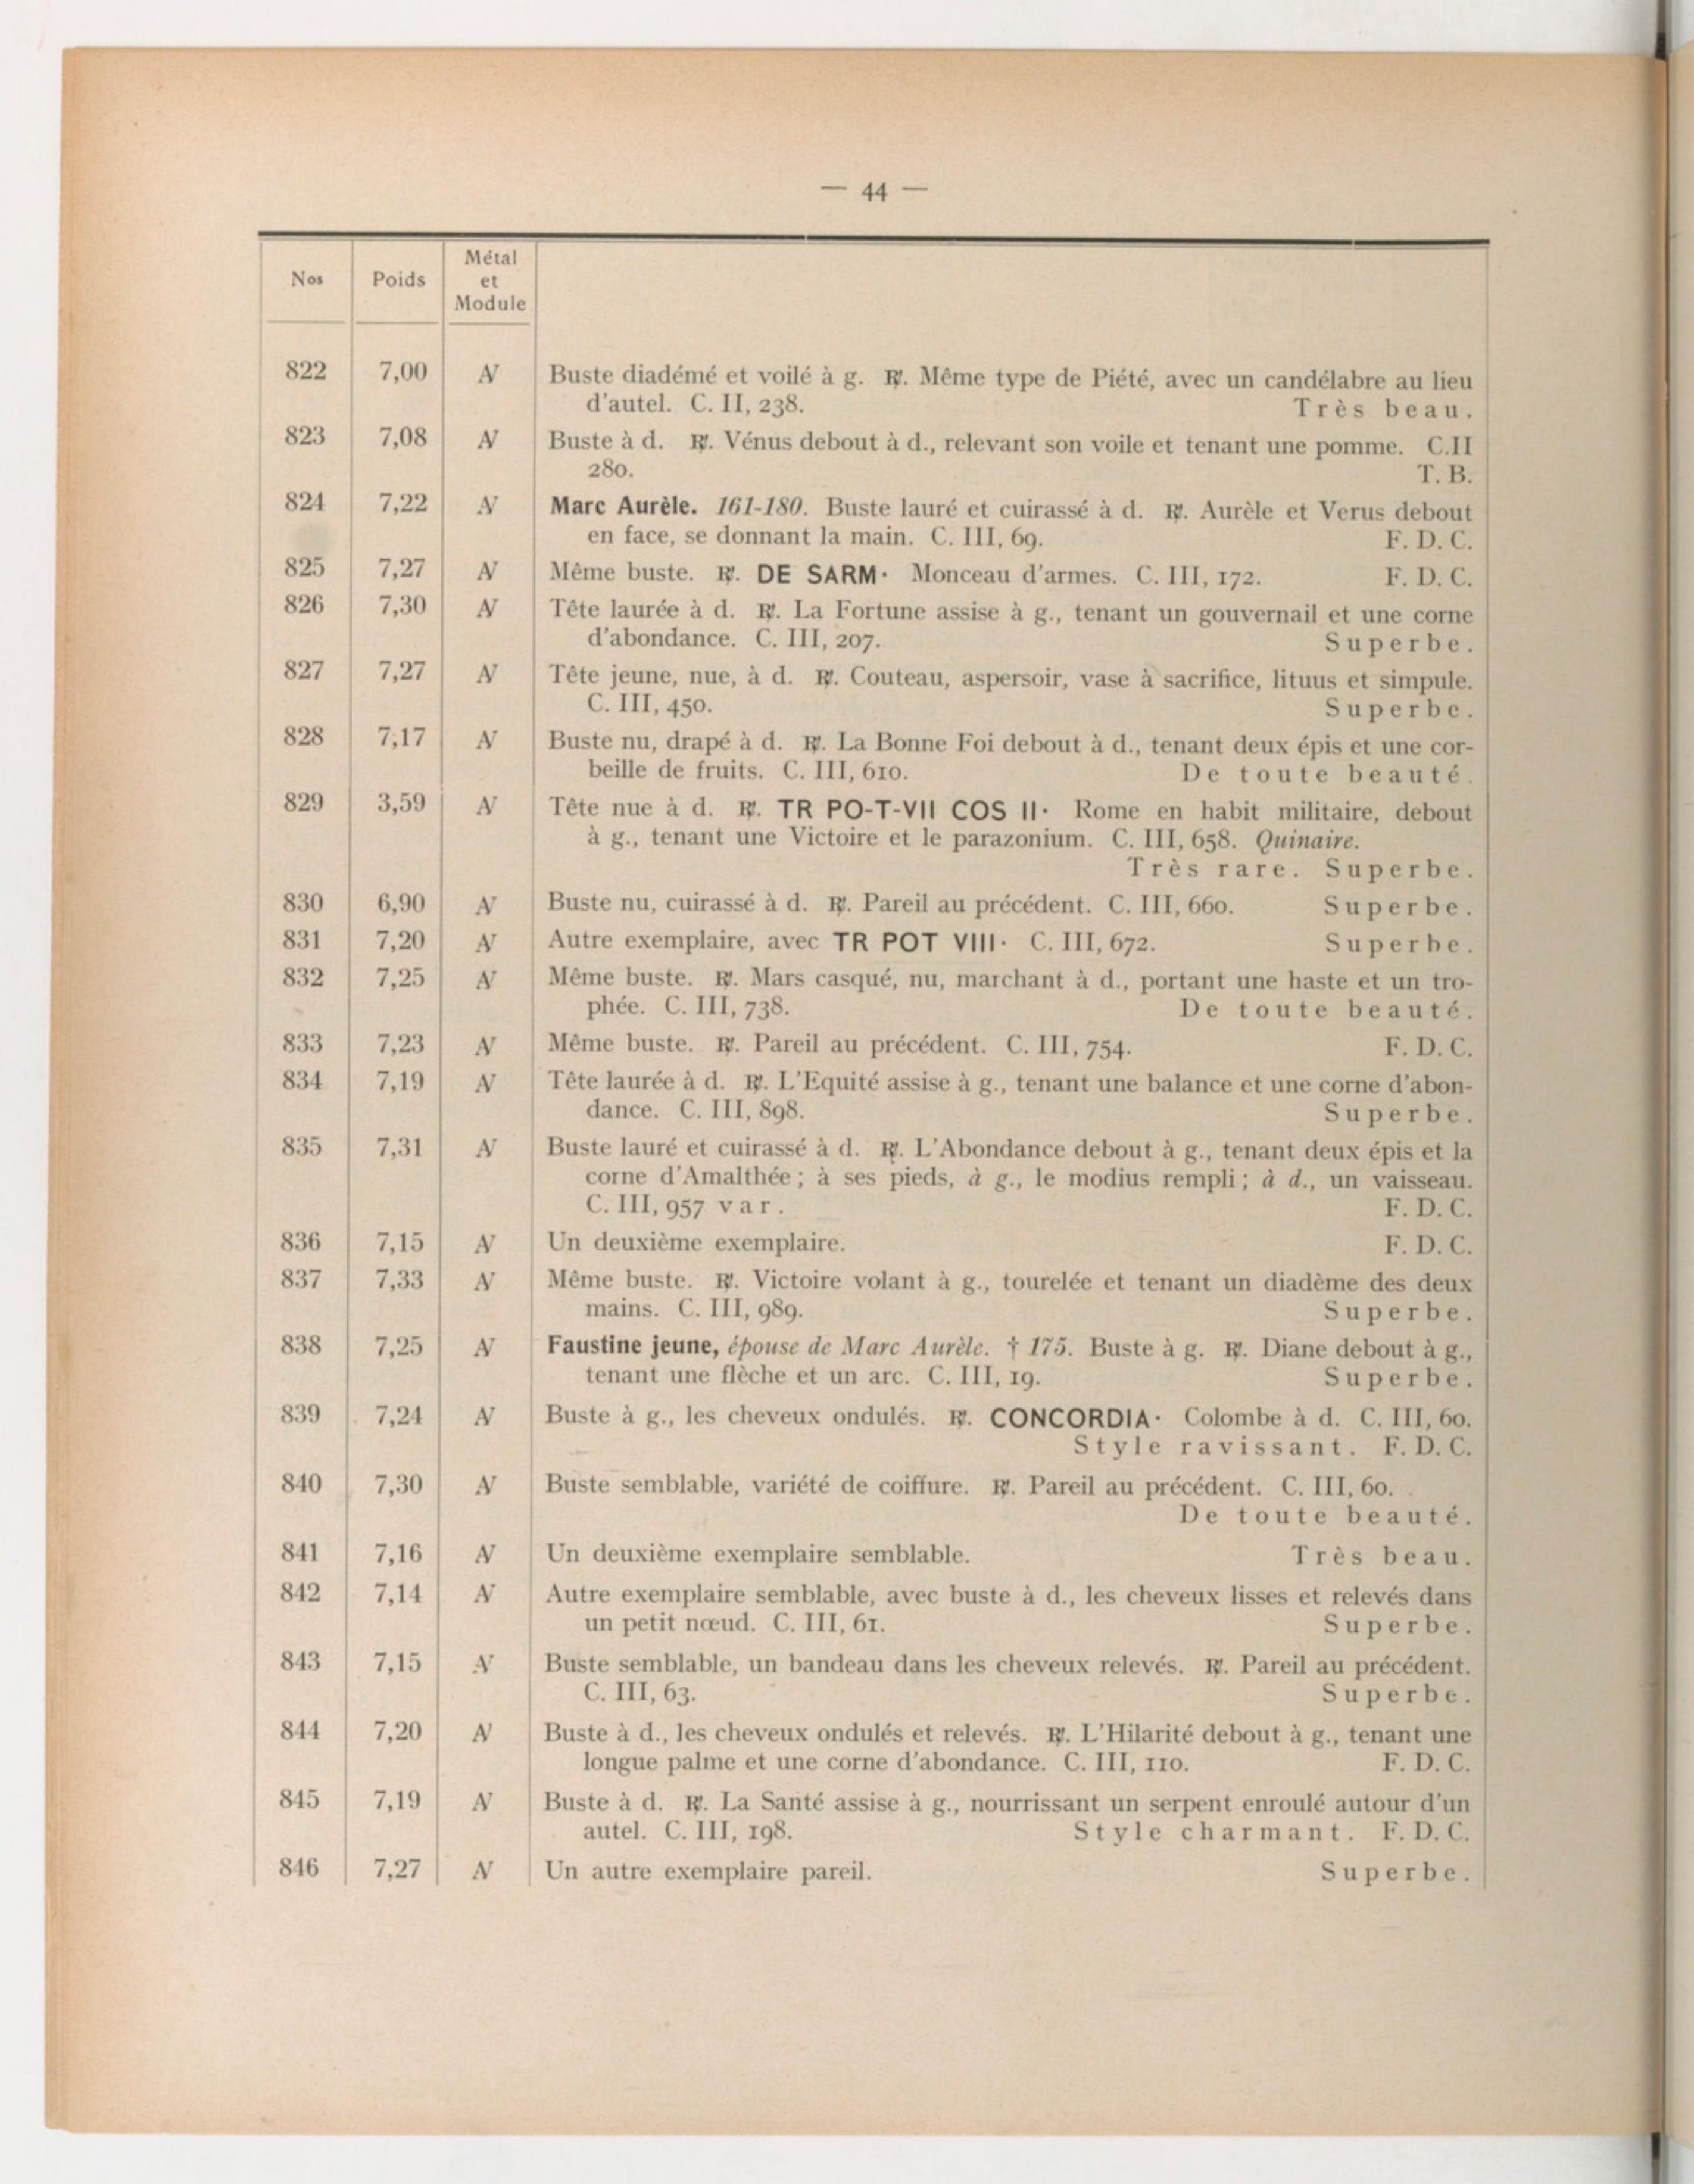 — 44 —
Nos Poids Métal et Module
822 7,00 N Buste diadémé et voilé à g. ℟. Même type de Piété, avec un candélabre au lieu
d'autel. C. II, 238. Très beau.
823 7,08 N Buste à d. ℟. Vénus debout à d., relevant son voile et tenant une pomme. C.II
280. T. B.
824 7,22 N Marc Aurèle. 161-180. Buste lauré et cuirassé à d. ℟. Aurèle et Verus debout
en face, se donnant la main. C. III, 69. F. D. C.
825 7,27 N Même buste. ℟. DE SARM· Monceau d'armes. C. III, 172. F. D. C.
826 7,30 N Tête laurée à d. ℟. La Fortune assise à g., tenant un gouvernail et une corne
d'abondance. C. III, 207. Superbe.
827 7,27 N Tête jeune, nue, à d. ℟. Couteau, aspersoir, vase à sacrifice, lituus et simpule.
C. III, 450. Superbe.
828 7,17 N Buste nu, drapé à d. ℟. La Bonne Foi debout à d., tenant deux épis et une cor-
beille de fruits. C. III, 610. De toute beauté.
829 3,59 N Tête nue à d. ℟. TR PO-T-VII COS II· Rome en habit militaire, debout
à g., tenant une Victoire et le parazonium. C. III, 658. Quinaire.
Très rare. Superbe.
830 6,90 N Buste nu, cuirassé à d. ℟. Pareil au précédent. C. III, 660. Superbe.
831 7,20 N Autre exemplaire, avec TR POT VIII· C. III, 672. Superbe.
832 7,25 N Même buste. ℟. Mars casqué, nu, marchant à d., portant une haste et un tro-
phée. C. III, 738. De toute beauté.
833 7,23 N Même buste. ℟. Pareil au précédent. C. III, 754. F. D. C.
834 7,19 N Tête laurée à d. ℟. L'Equité assise à g., tenant une balance et une corne d'abon-
dance. C. III, 898. Superbe.
835 7,31 N Buste lauré et cuirassé à d. ℟. L'Abondance debout à g., tenant deux épis et la
corne d'Amalthée ; à ses pieds, à g., le modius rempli ; à d., un vaisseau.
C. III, 957 var. F. D. C.
836 7,15 N Un deuxième exemplaire. F. D. C.
837 7,33 N Même buste. ℟. Victoire volant à g., tourelée et tenant un diadème des deux
mains. C. III, 989. Superbe.
838 7,25 N Faustine jeune, épouse de Marc Aurèle. † 175. Buste à g. ℟. Diane debout à g.,
tenant une flèche et un arc. C. III, 19. Superbe.
839 7,24 N Buste à g., les cheveux ondulés. ℟. CONCORDIA· Colombe à d. C. III, 60.
Style ravissant. F. D. C.
840 7,30 N Buste semblable, variété de coiffure. ℟. Pareil au précédent. C. III, 60.
De toute beauté.
841 7,16 N Un deuxième exemplaire semblable. Très beau.
842 7,14 N Autre exemplaire semblable, avec buste à d., les cheveux lisses et relevés dans
un petit nœud. C. III, 61. Superbe.
843 7,15 N Buste semblable, un bandeau dans les cheveux relevés. ℟. Pareil au précédent.
C. III, 63. Superbe.
844 7,20 N Buste à d., les cheveux ondulés et relevés. ℟. L'Hilarité debout à g., tenant une
longue palme et une corne d'abondance. C. III, 110. F. D. C.
845 7,19 N Buste à d. ℟. La Santé assise à g., nourrissant un serpent enroulé autour d'un
autel. C. III, 198. Style charmant. F. D. C.
846 7,27 N Un autre exemplaire pareil. Superbe.